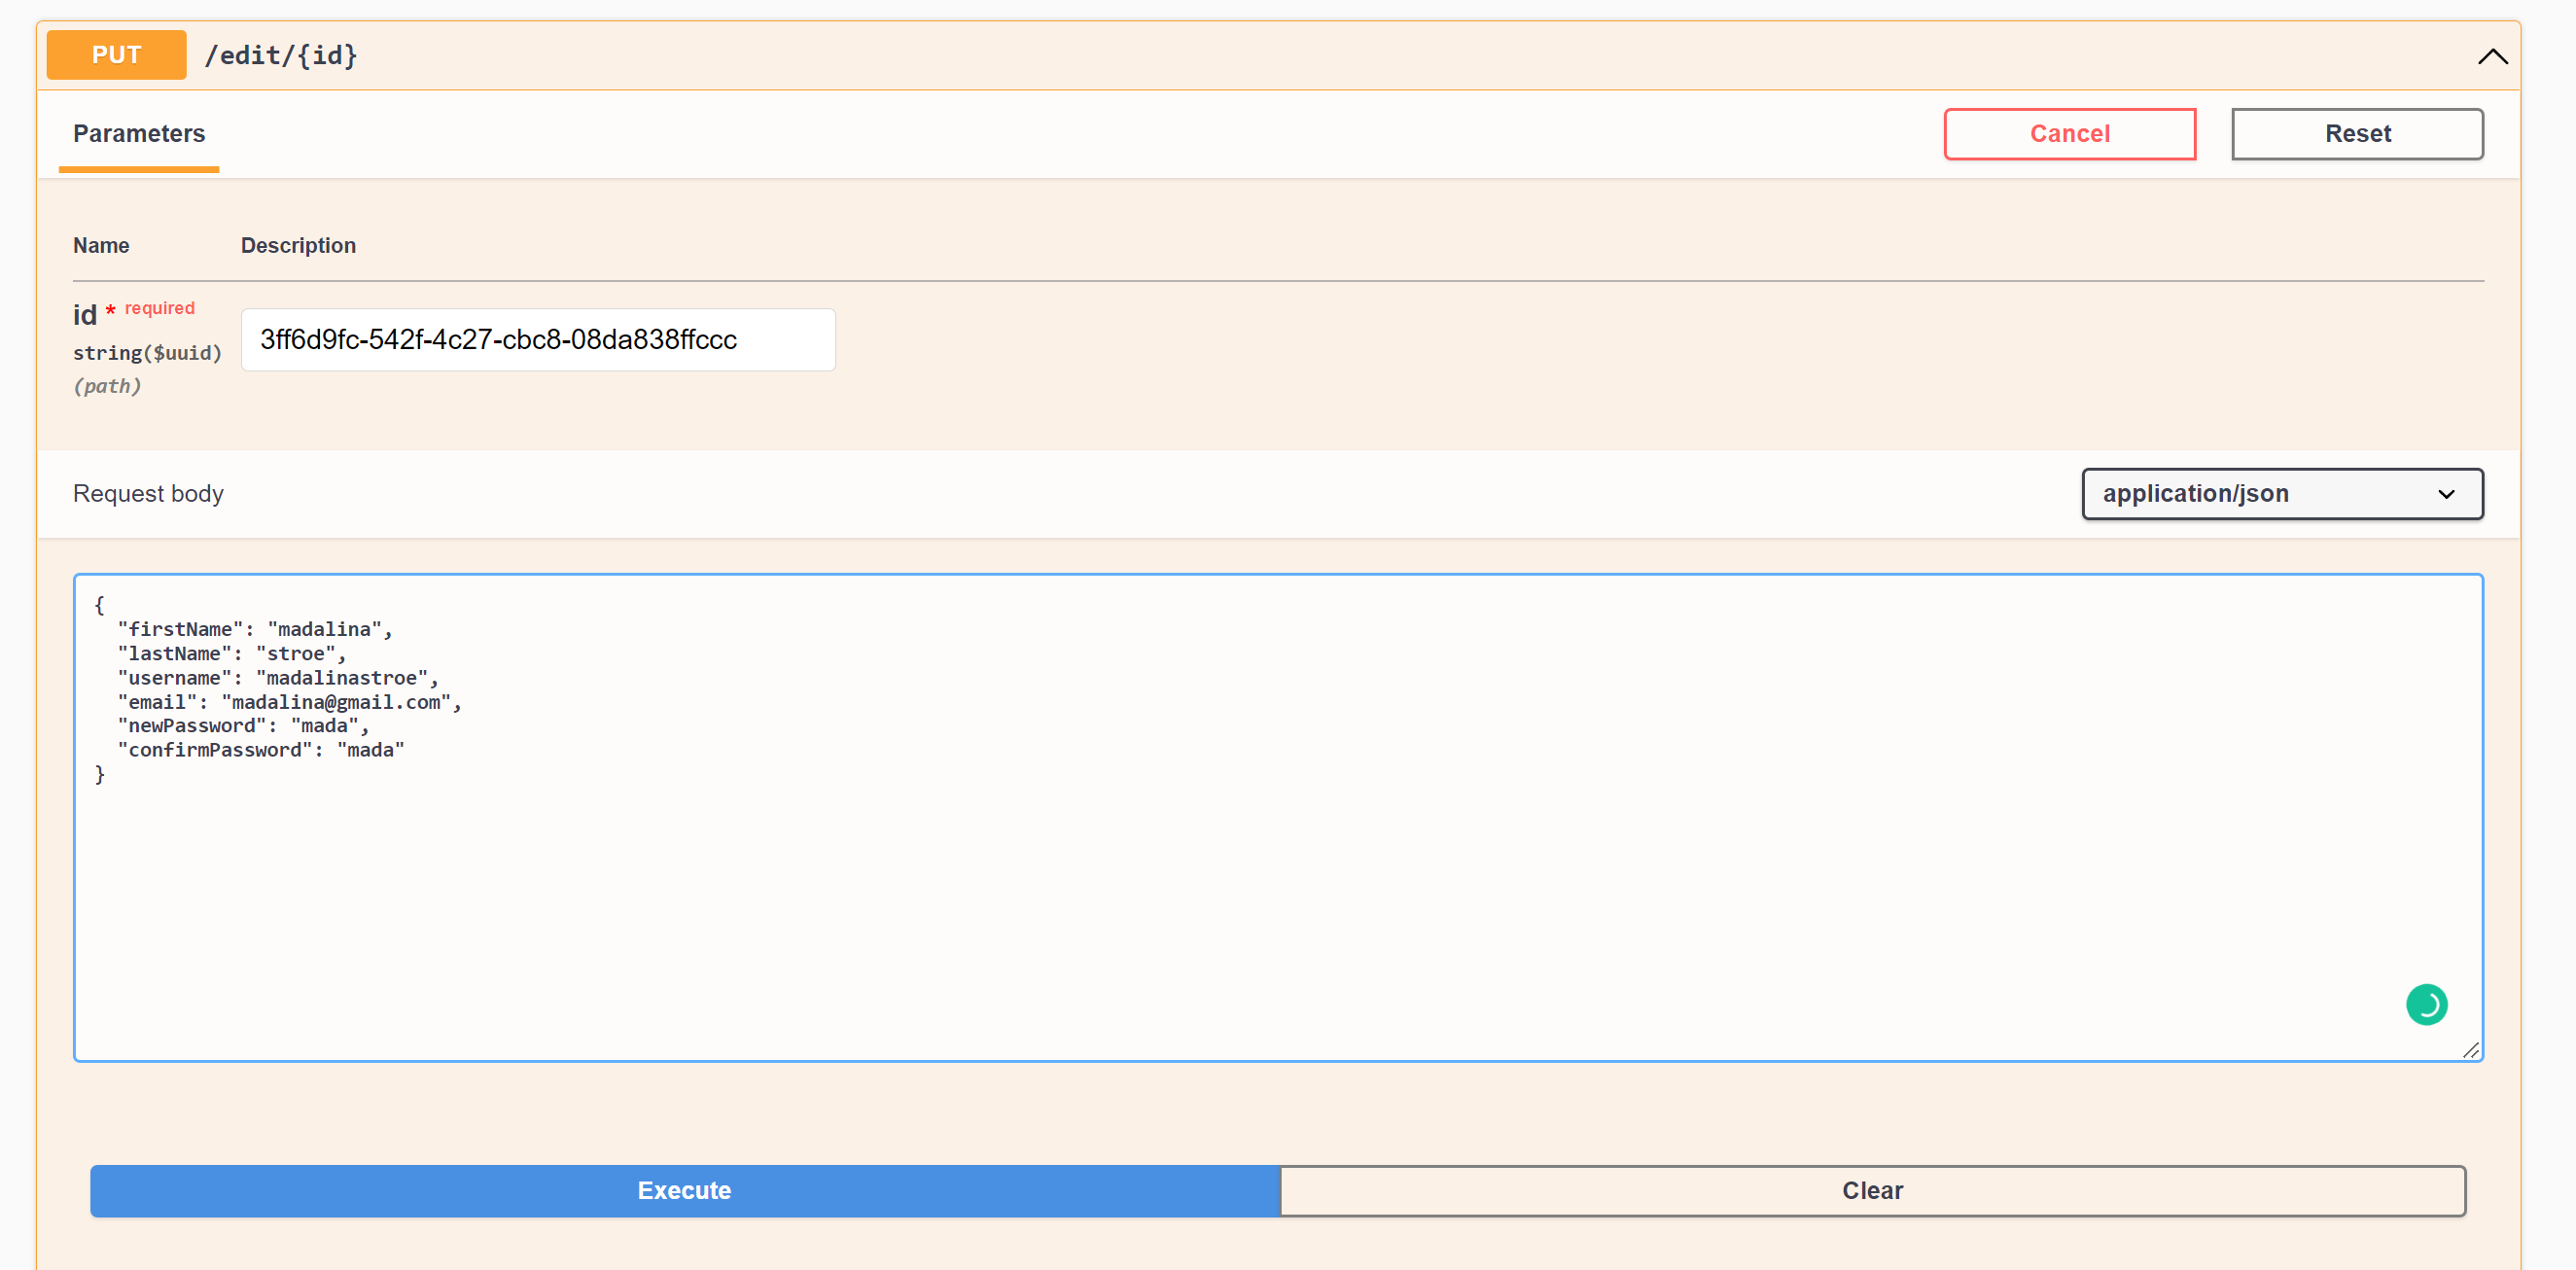 PUT /edit/{id}
Parameters
Cancel
Reset
Name Description
id * required
string($uuid)
(path)
3ff6d9fc-542f-4c27-cbc8-08da838ffccc
Request body
application/json
{
  "firstName": "madalina",
  "lastName": "stroe",
  "username": "madalinastroe",
  "email": "madalina@gmail.com",
  "newPassword": "mada",
  "confirmPassword": "mada"
}
Execute
Clear